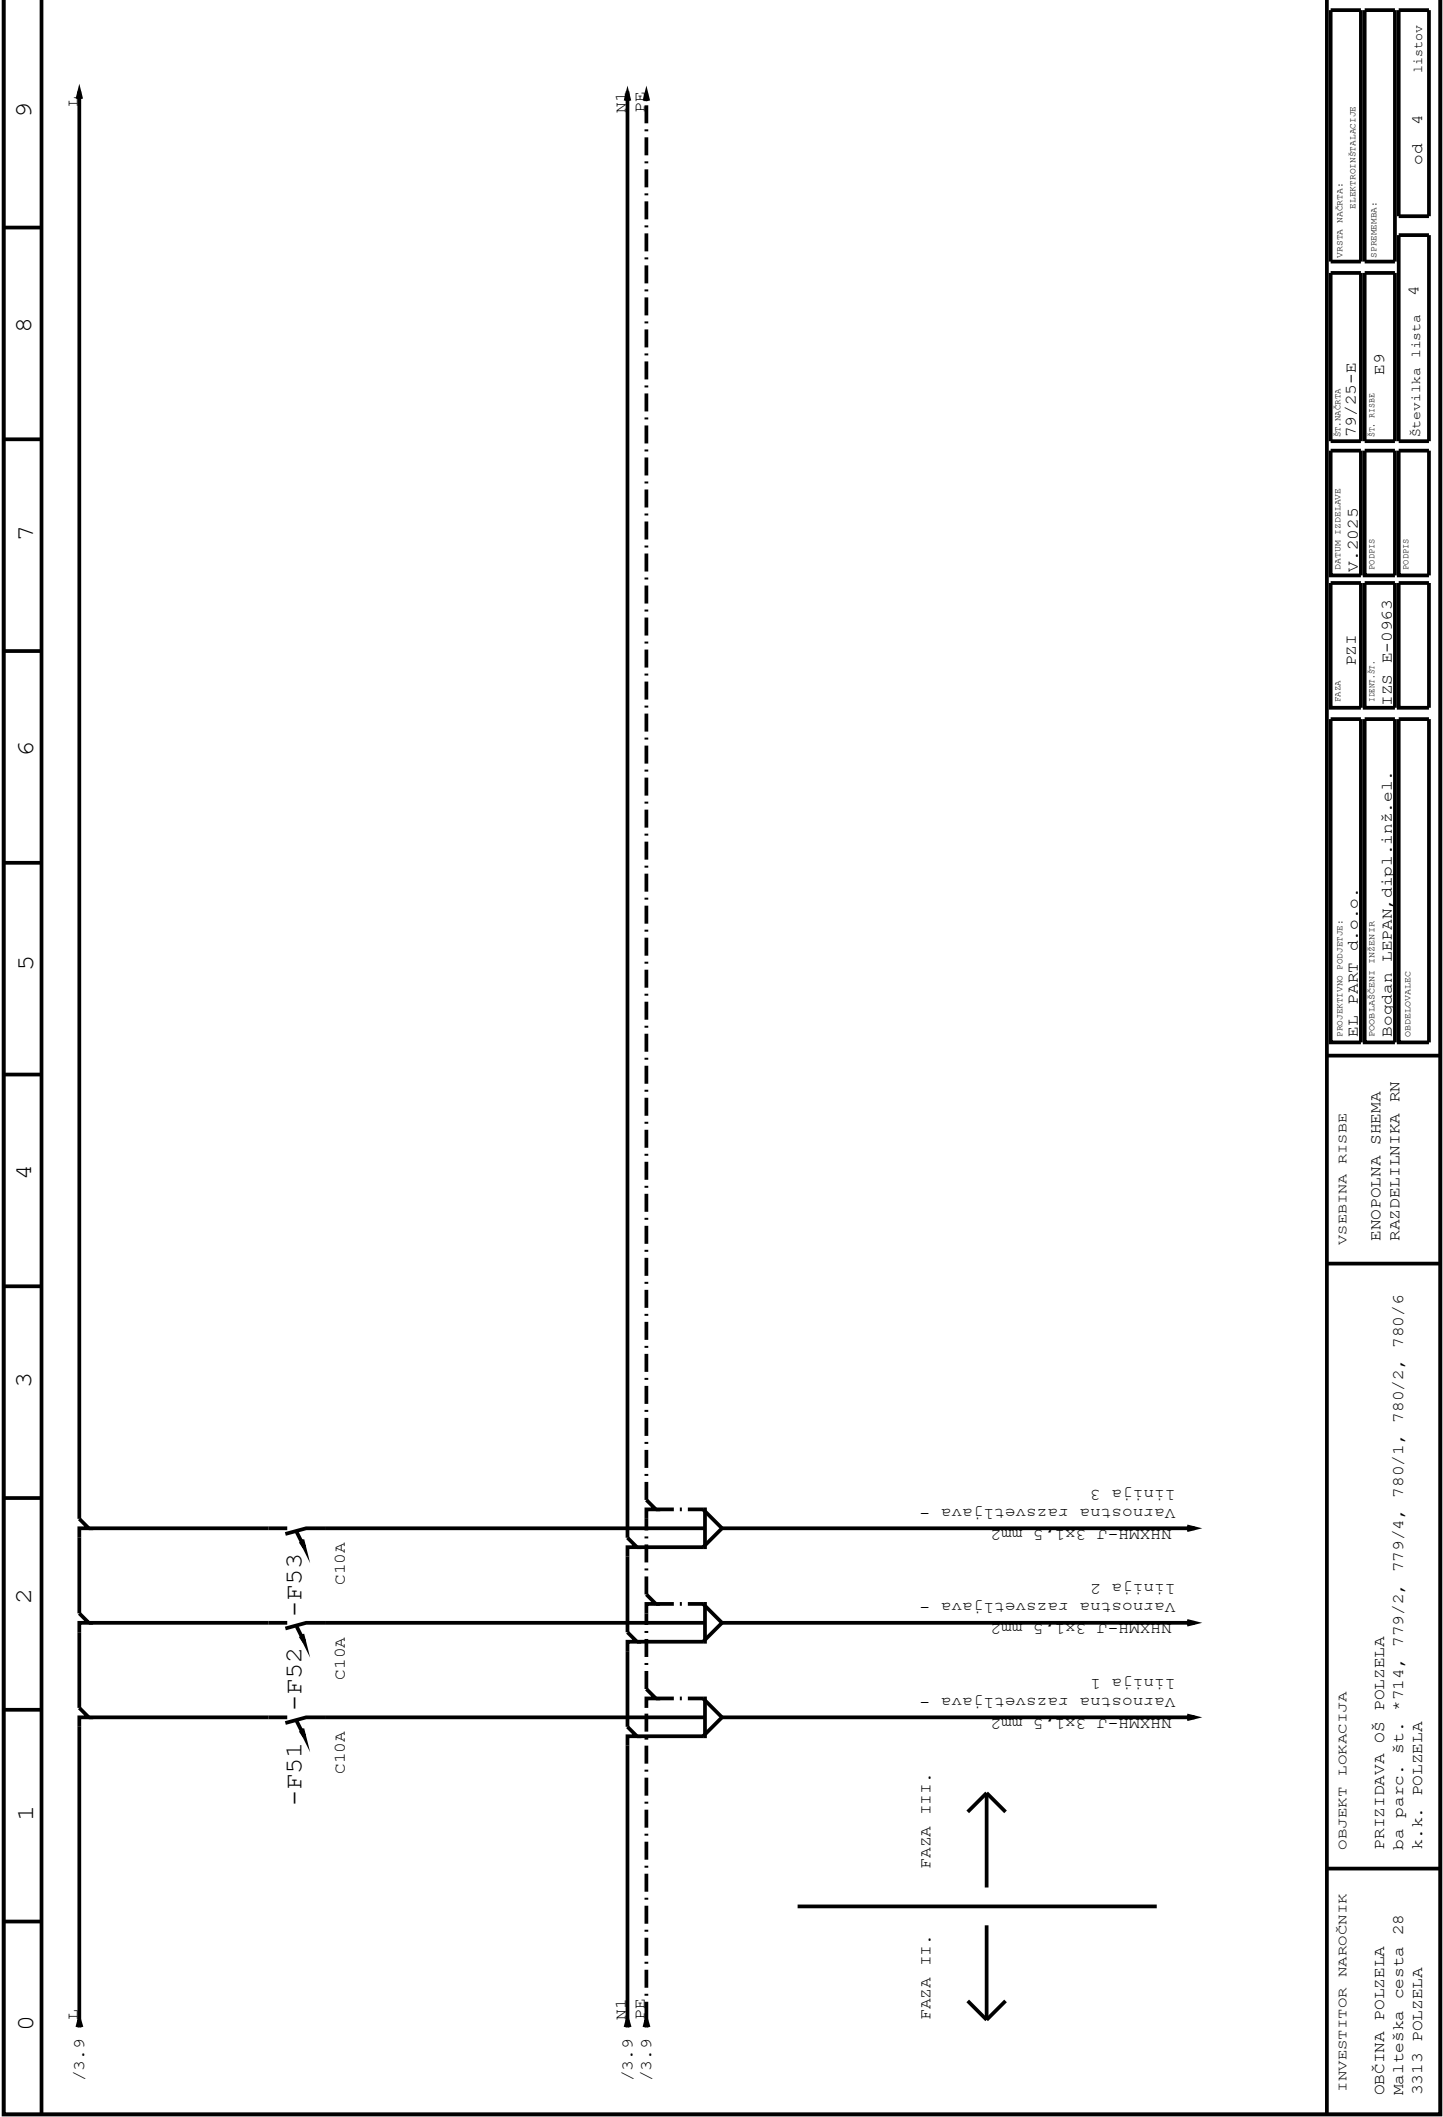 0 1 2 3 4 5 6 7 8 9
/3.9 L L
-F51 -F52 -F53
C10A C10A C10A
/3.9 N1 N1
/3.9 PE PE
FAZA II. FAZA III.
NHXMH-J 3x1,5 mm2
Varnostna razsvetljava -
linija 1
NHXMH-J 3x1,5 mm2
Varnostna razsvetljava -
linija 2
NHXMH-J 3x1,5 mm2
Varnostna razsvetljava -
linija 3
INVESTITOR NAROČNIK
OBČINA POLZELA
Malteška cesta 28
3313 POLZELA
OBJEKT LOKACIJA
PRIZIDAVA OŠ POLZELA
ba parc. št. *714, 779/2, 779/4, 780/1, 780/2, 780/6
k.k. POLZELA
VSEBINA RISBE
ENOPOLNA SHEMA
RAZDELILNIKA RN
PROJEKTIVNO PODJETJE:
EL PART d.o.o.
POOBLAŠČENI INŽENIR
Bogdan LEPAN,dipl.inž.el.
OBDELOVALEC
FAZA
PZI
IDENT.ŠT.
IZS E-0963
DATUM IZDELAVE
V.2025
PODPIS
PODPIS
ŠT.NAČRTA
79/25-E
ŠT. RISBE
E9
Številka lista 4
VRSTA NAČRTA:
ELEKTROINŠTALACIJE
SPREMEMBA:
od 4 listov